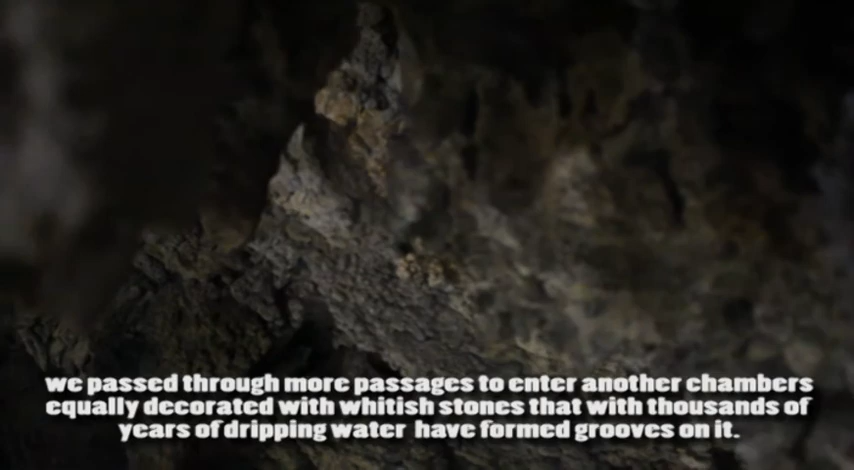 we passed through more passages to enter another chambers
equally decorated with whitish stones that with thousands of
years of dripping water have formed grooves on it.